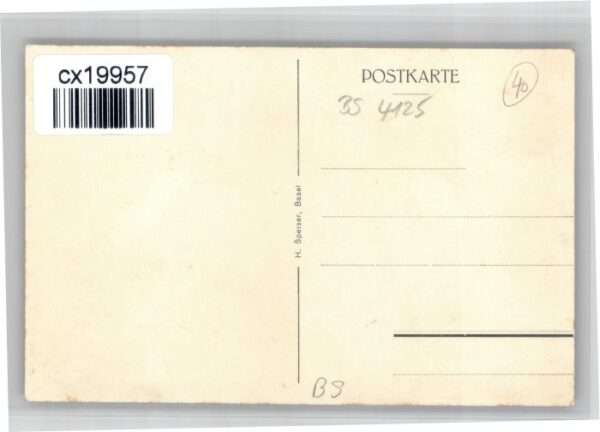 cx19957
POSTKARTE
40
BS 4125
H. Speiser, Basel
BS